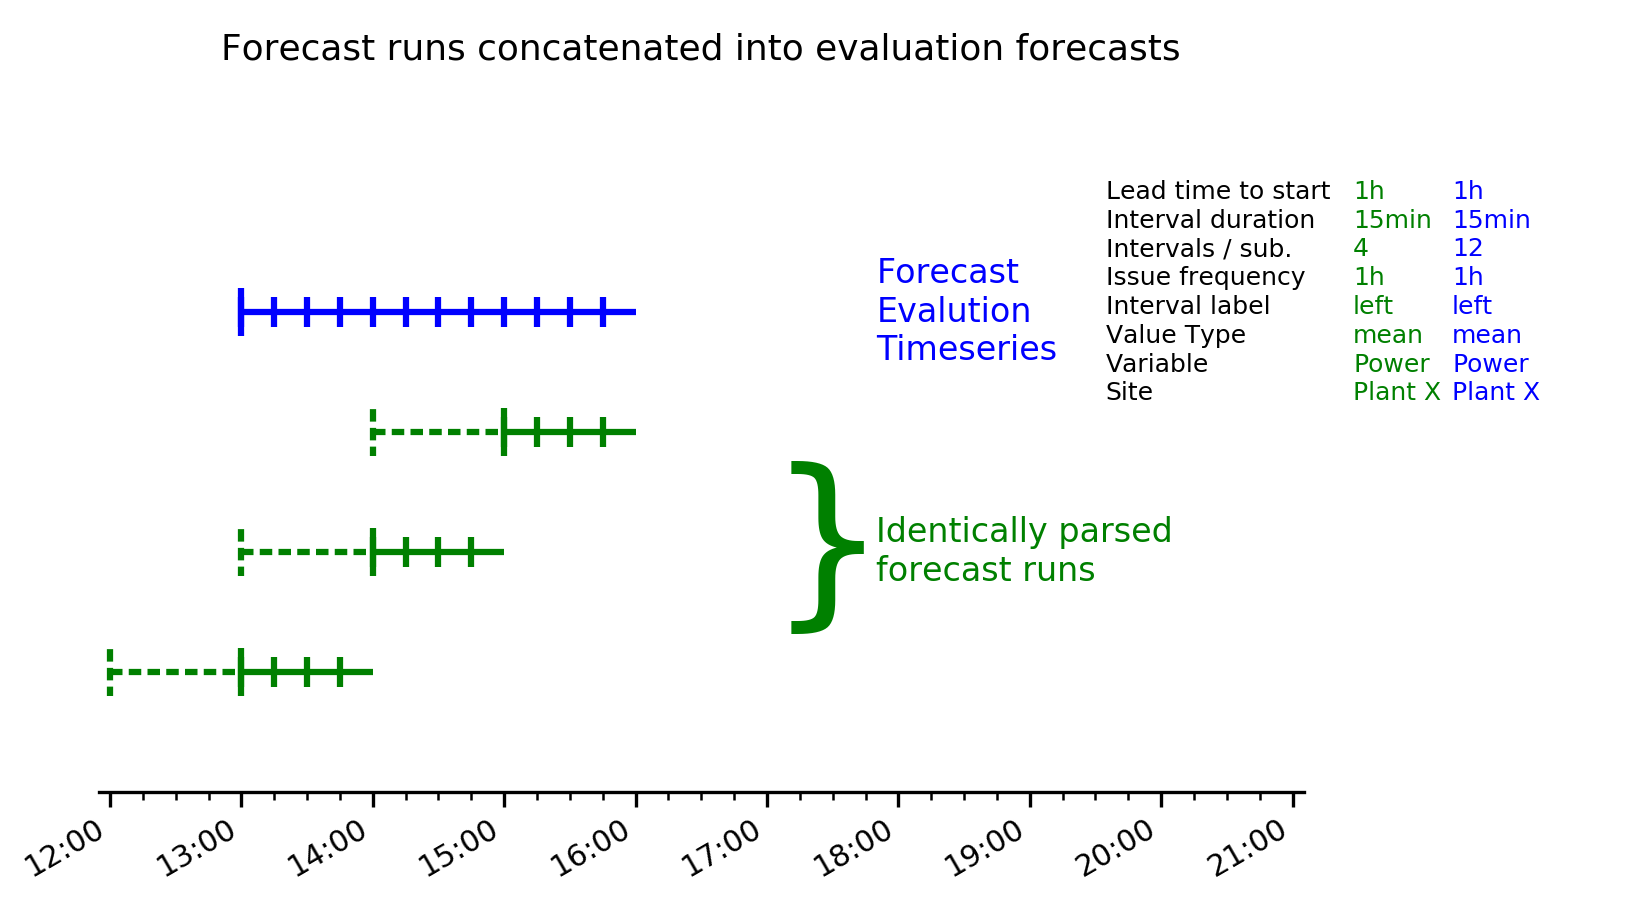 Forecast runs concatenated into evaluation forecasts
Lead time to start 1h 1h
Interval duration 15min 15min
Intervals / sub. 4 12
Issue frequency 1h 1h
Interval label left left
Value Type mean mean
Variable Power Power
Site Plant X Plant X
Forecast
Evalution
Timeseries
}
Identically parsed
forecast runs
12:00 13:00 14:00 15:00 16:00 17:00 18:00 19:00 20:00 21:00